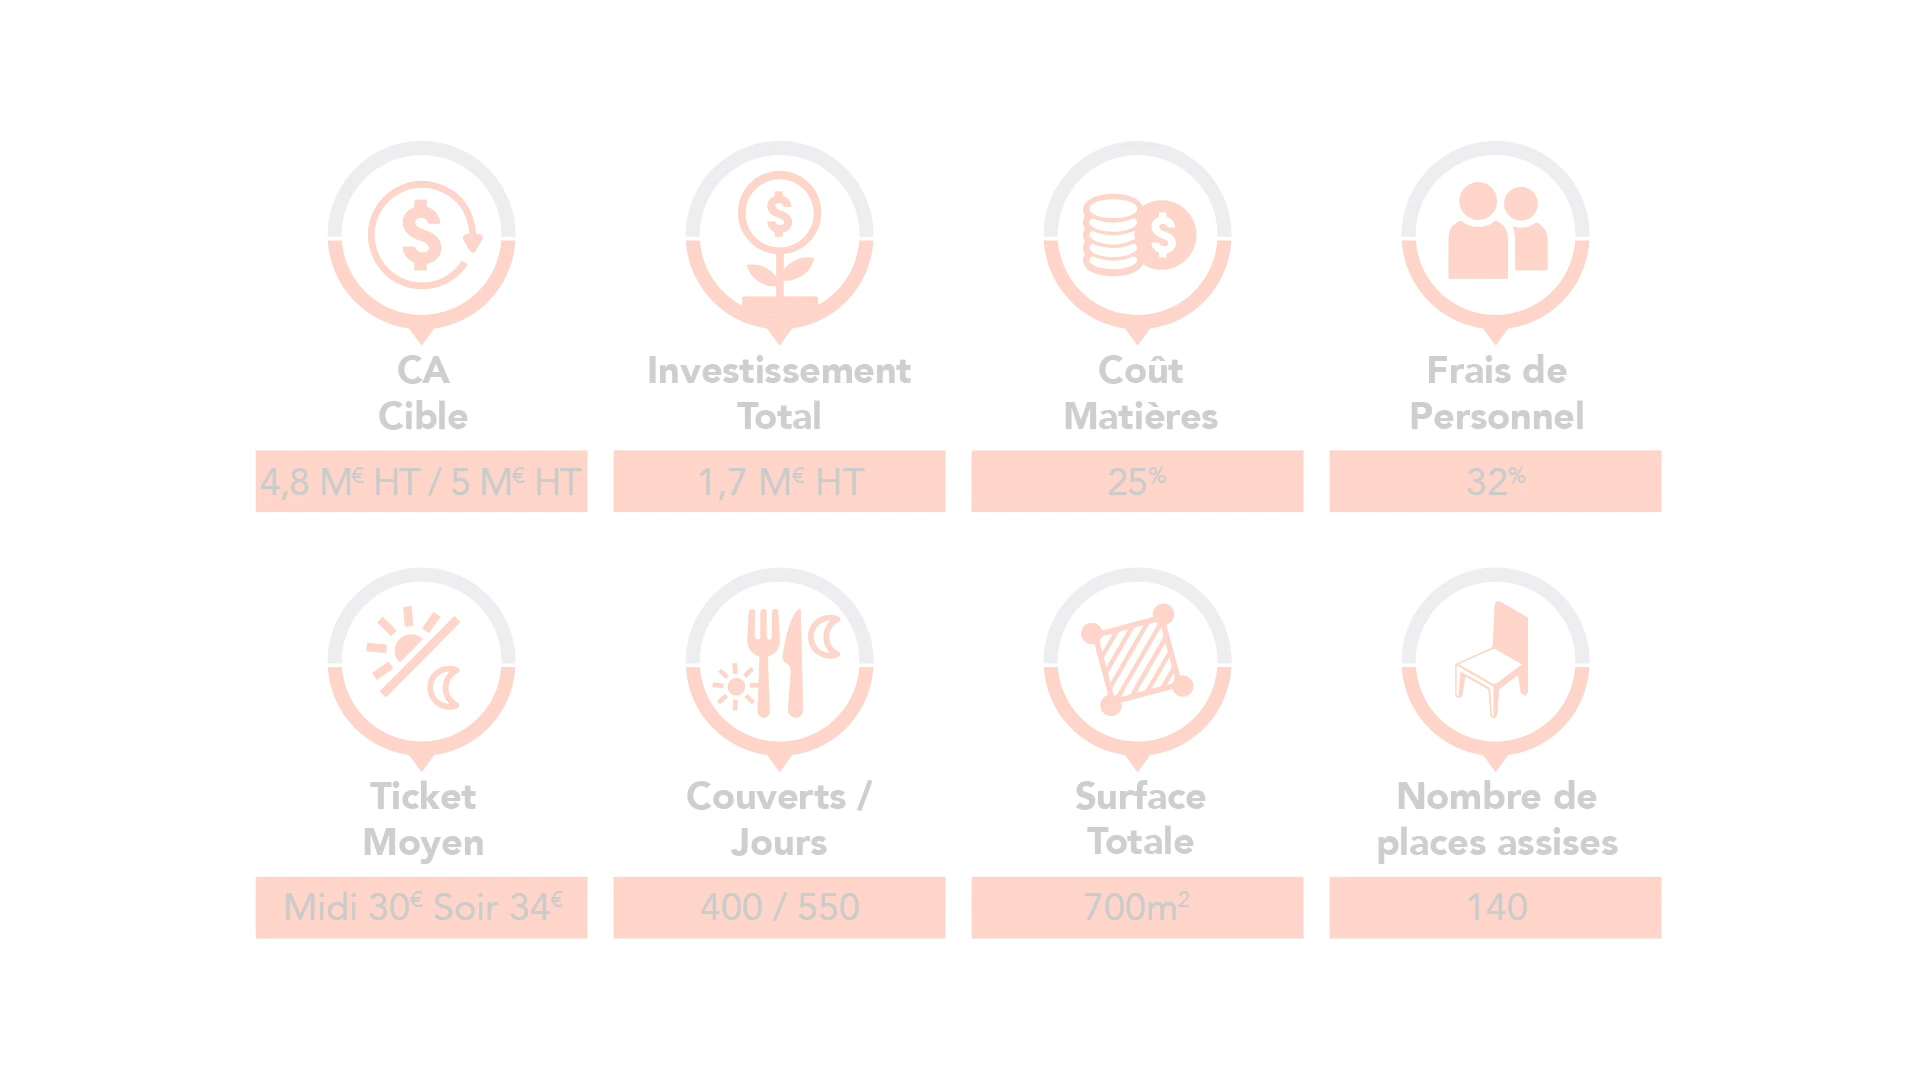 CA
Cible
4,8 M€ HT / 5 M€ HT
Investissement
Total
1,7 M€ HT
Coût
Matières
25%
Frais de
Personnel
32%
Ticket
Moyen
Midi 30€ Soir 34€
Couverts /
Jours
400 / 550
Surface
Totale
700m²
Nombre de
places assises
140